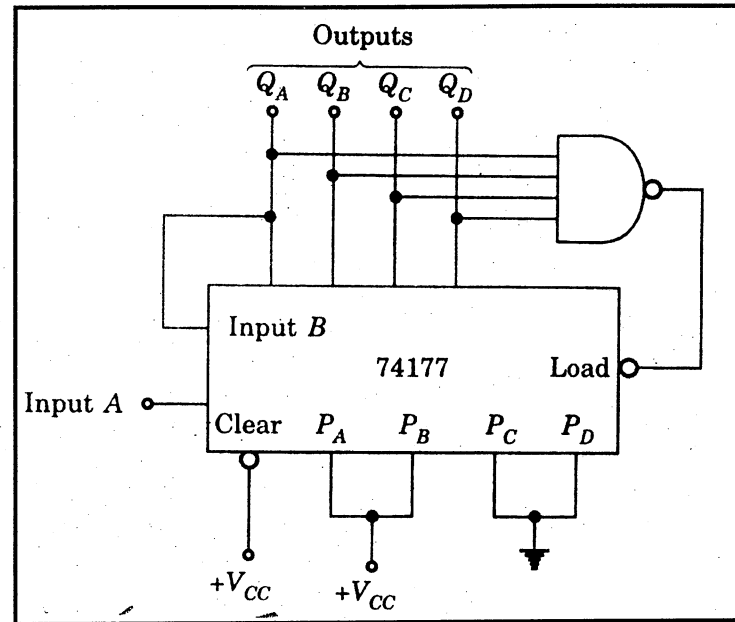 Outputs
Q_A Q_B Q_C Q_D
Input B
74177
Load
Input A
Clear P_A P_B P_C P_D
+V_CC
+V_CC